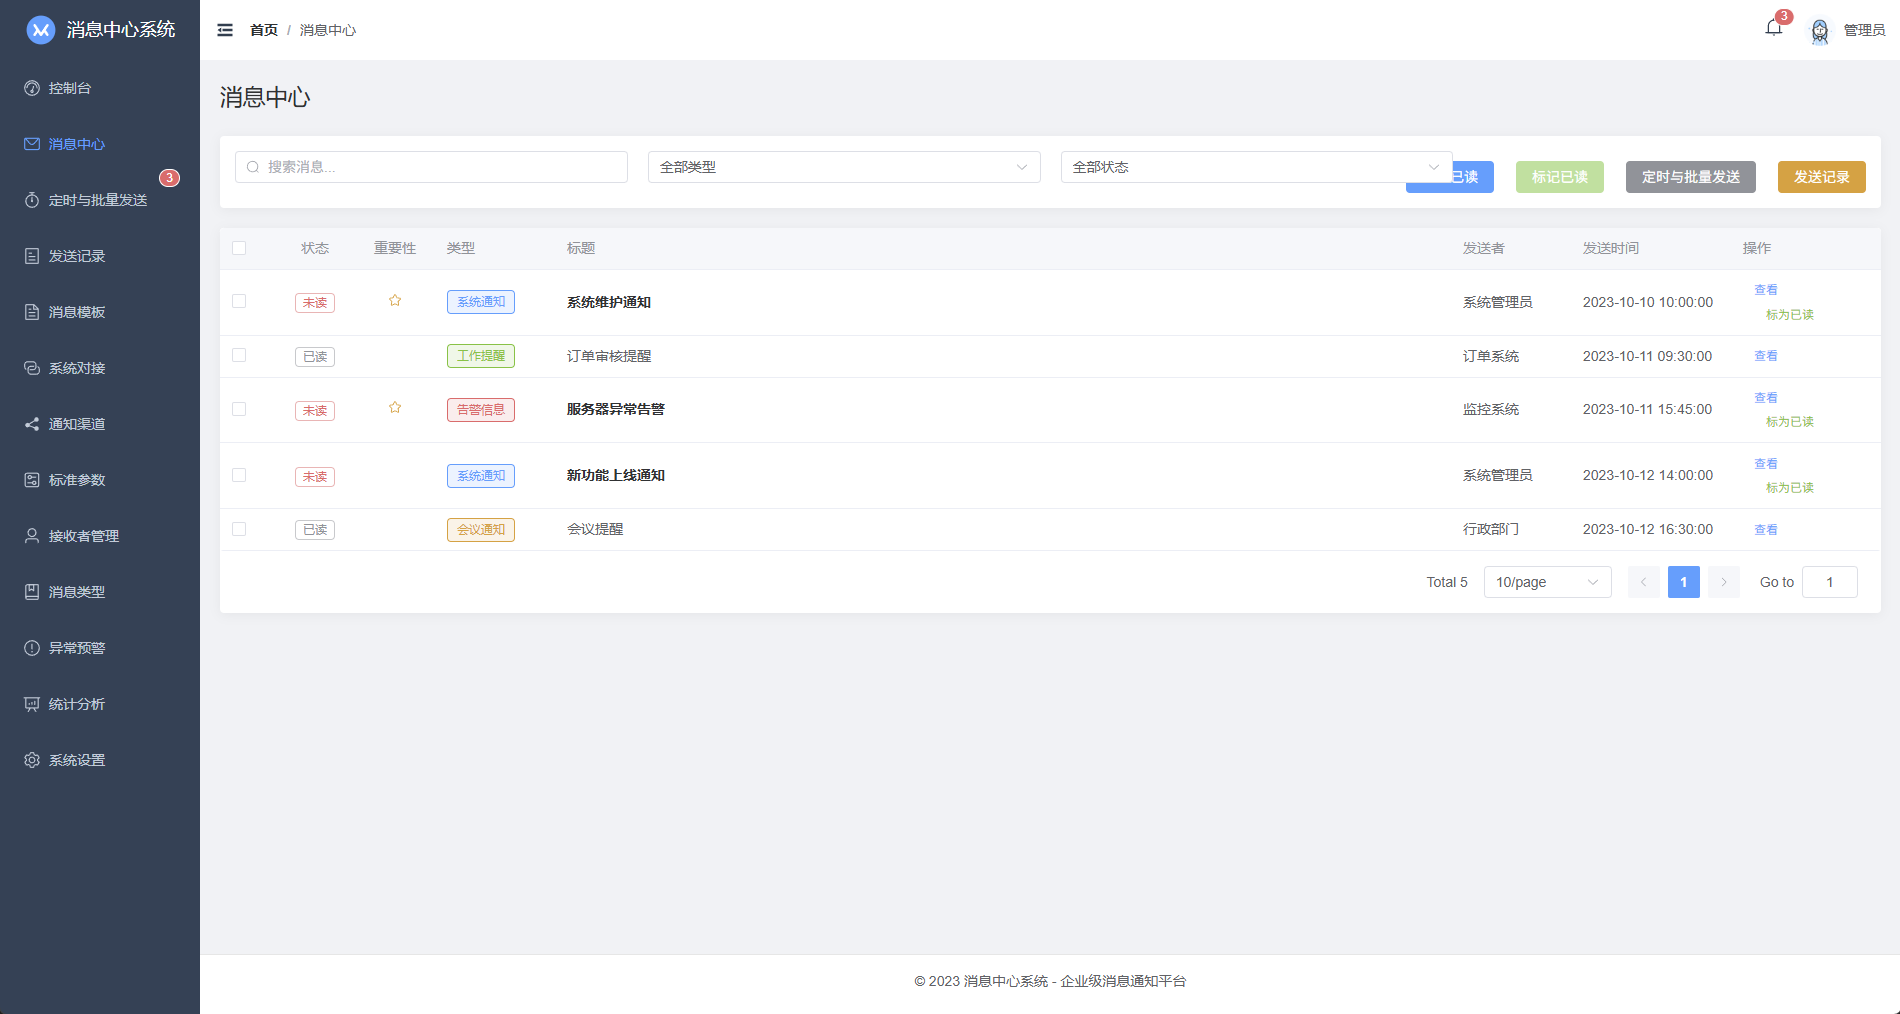 消息中心系统
控制台
消息中心
3
定时与批量发送
发送记录
消息模板
系统对接
通知渠道
标准参数
接收者管理
消息类型
异常预警
统计分析
系统设置
首页 / 消息中心
3
管理员
消息中心
搜索消息...
全部类型
全部状态
已读
标记已读
定时与批量发送
发送记录
状态 重要性 类型 标题 发送者 发送时间 操作
未读 系统通知 系统维护通知 系统管理员 2023-10-10 10:00:00 查看
标为已读
已读 工作提醒 订单审核提醒 订单系统 2023-10-11 09:30:00 查看
未读 告警信息 服务器异常告警 监控系统 2023-10-11 15:45:00 查看
标为已读
未读 系统通知 新功能上线通知 系统管理员 2023-10-12 14:00:00 查看
标为已读
已读 会议通知 会议提醒 行政部门 2023-10-12 16:30:00 查看
Total 5 10/page 1 Go to 1
© 2023 消息中心系统 - 企业级消息通知平台